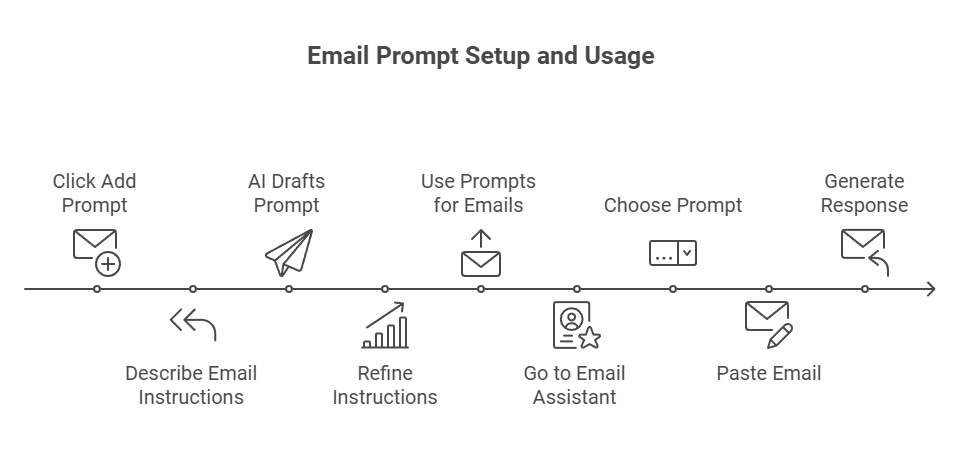 Email Prompt Setup and Usage
Click Add
Prompt
AI Drafts
Prompt
Use Prompts
for Emails
Choose Prompt
Generate
Response
Describe Email
Instructions
Refine
Instructions
Go to Email
Assistant
Paste Email